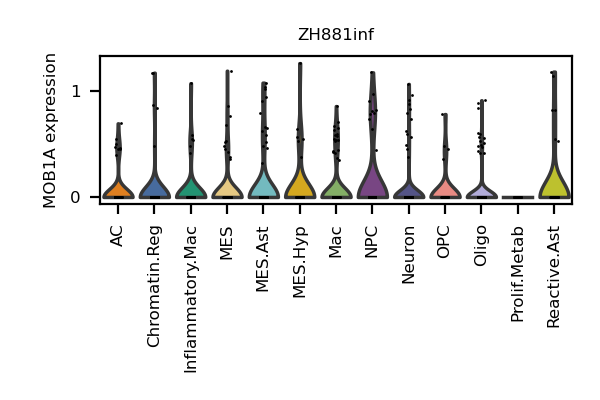 ZH881inf
MOB1A expression
1
0
AC
Chromatin.Reg
Inflammatory.Mac
MES
MES.Ast
MES.Hyp
Mac
NPC
Neuron
OPC
Oligo
Prolif.Metab
Reactive.Ast